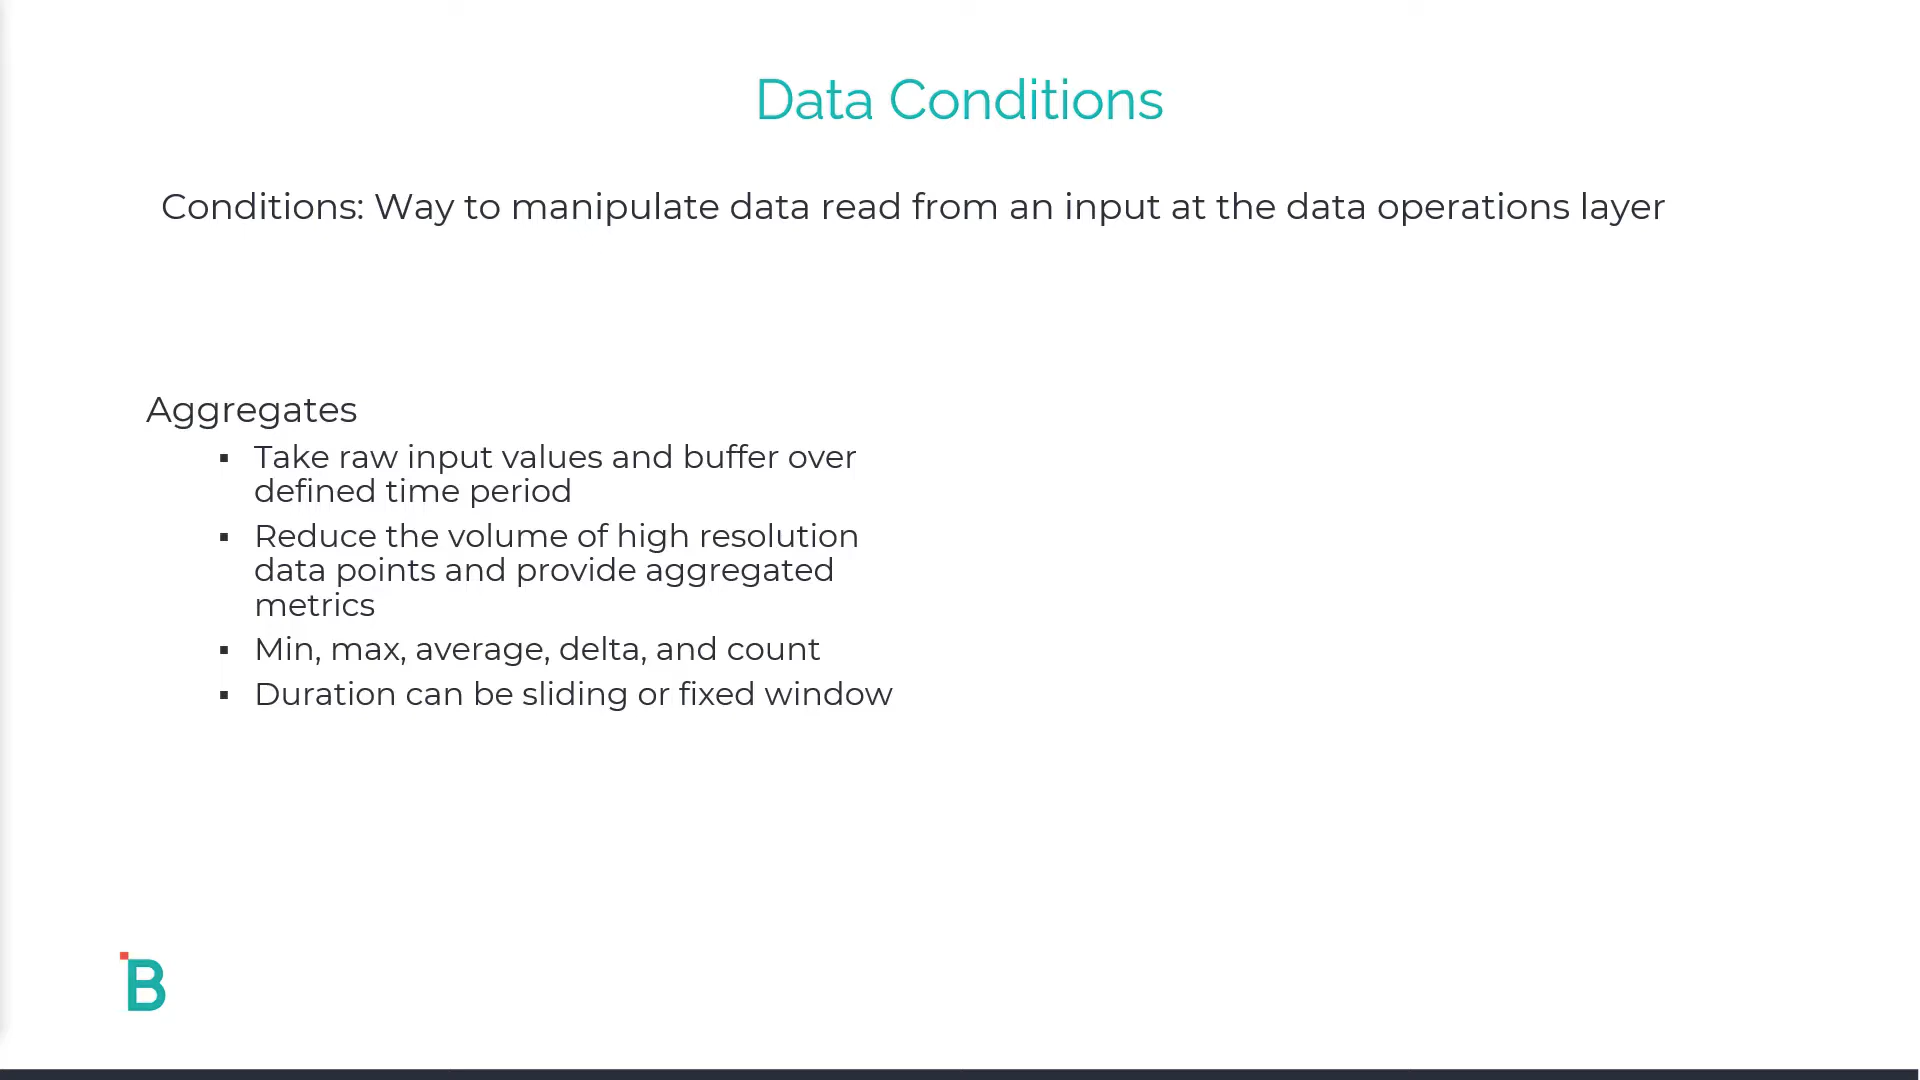 Data Conditions
Conditions: Way to manipulate data read from an input at the data operations layer
Aggregates
▪ Take raw input values and buffer over
defined time period
▪ Reduce the volume of high resolution
data points and provide aggregated
metrics
▪ Min, max, average, delta, and count
▪ Duration can be sliding or fixed window
B